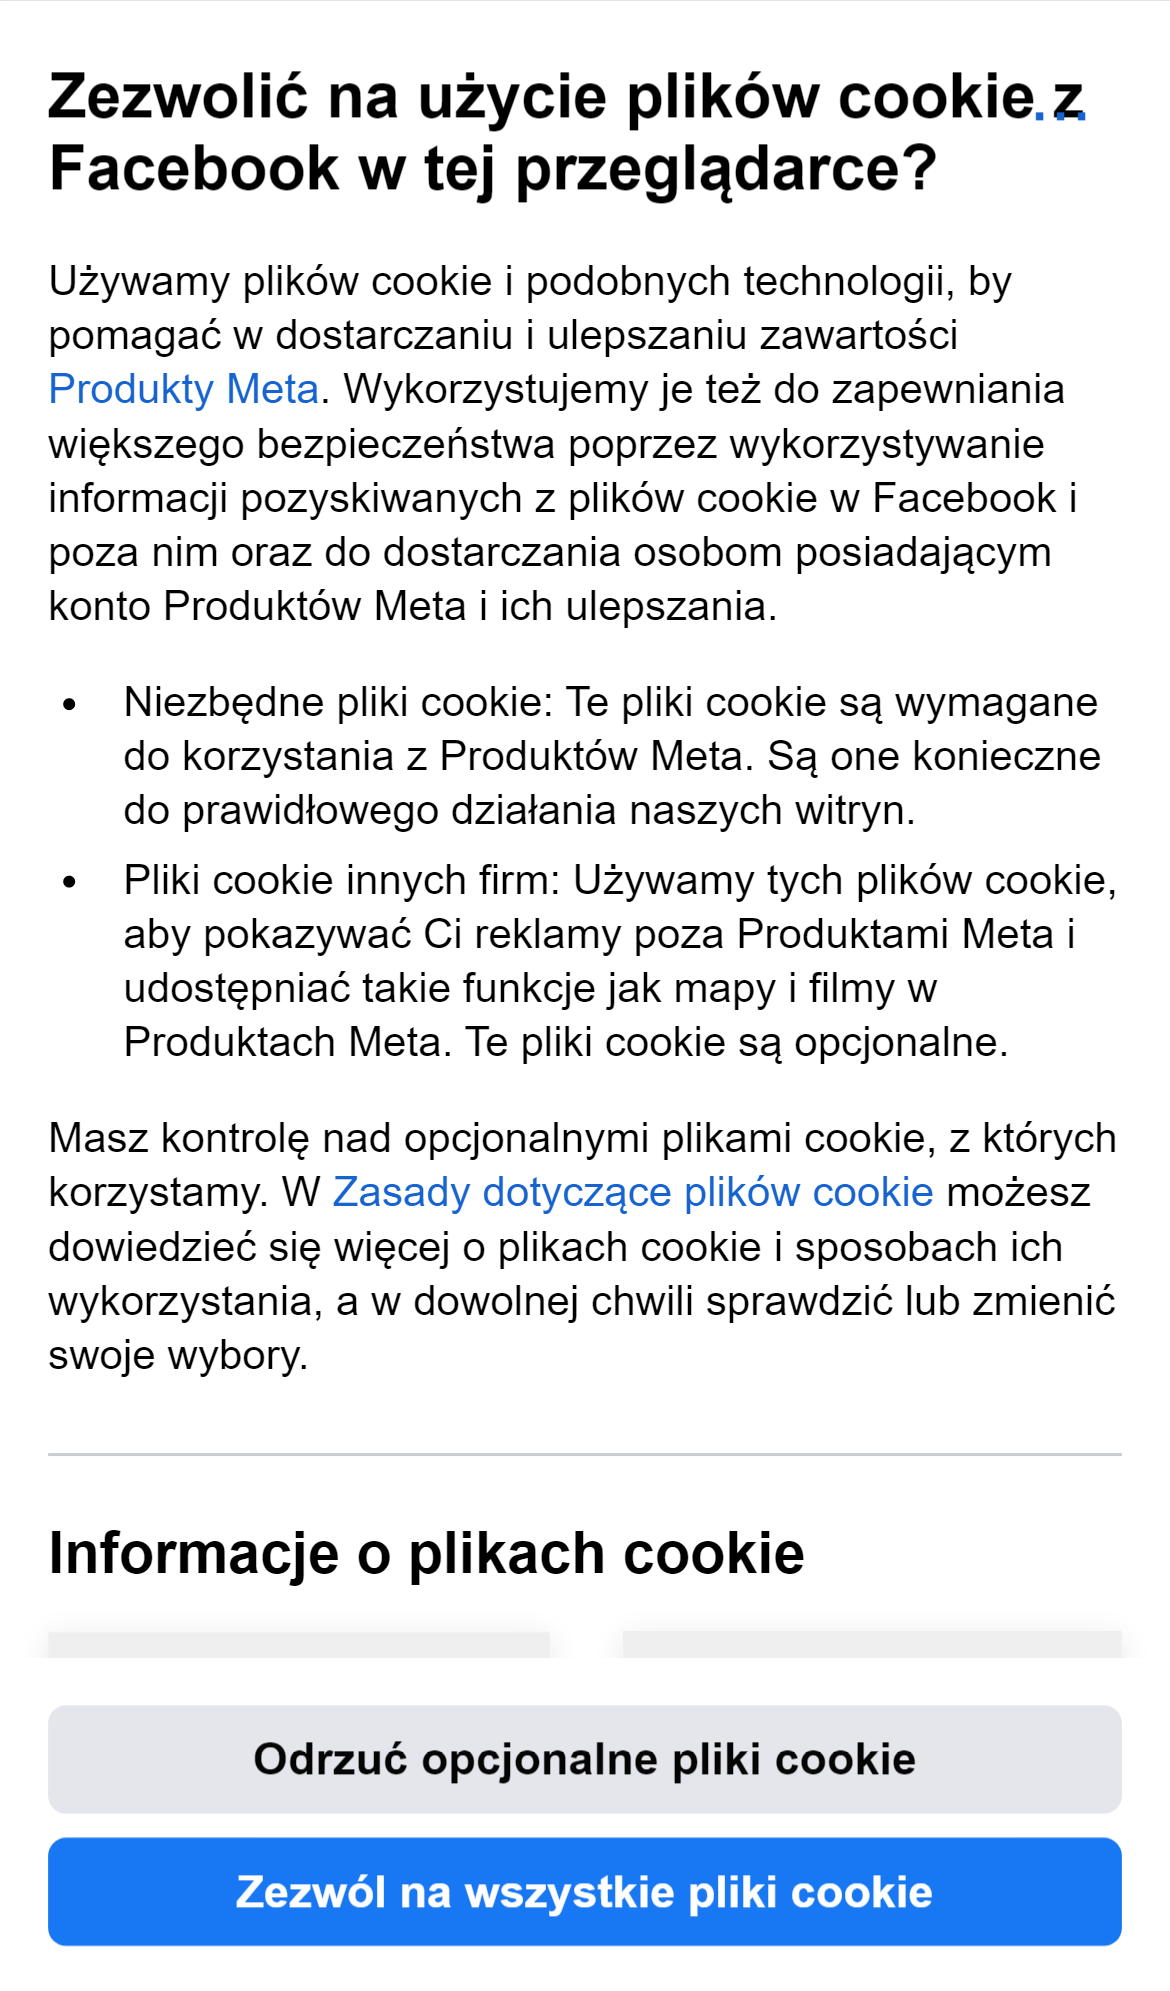 Zezwolić na użycie plików cookie z
...
Facebook w tej przeglądarce?
Używamy plików cookie i podobnych technologii, by
pomagać w dostarczaniu i ulepszaniu zawartości
Produkty Meta. Wykorzystujemy je też do zapewniania
większego bezpieczeństwa poprzez wykorzystywanie
informacji pozyskiwanych z plików cookie w Facebook i
poza nim oraz do dostarczania osobom posiadającym
konto Produktów Meta i ich ulepszania.
• Niezbędne pliki cookie: Te pliki cookie są wymagane
do korzystania z Produktów Meta. Są one konieczne
do prawidłowego działania naszych witryn.
• Pliki cookie innych firm: Używamy tych plików cookie,
aby pokazywać Ci reklamy poza Produktami Meta i
udostępniać takie funkcje jak mapy i filmy w
Produktach Meta. Te pliki cookie są opcjonalne.
Masz kontrolę nad opcjonalnymi plikami cookie, z których
korzystamy. W Zasady dotyczące plików cookie możesz
dowiedzieć się więcej o plikach cookie i sposobach ich
wykorzystania, a w dowolnej chwili sprawdzić lub zmienić
swoje wybory.
Informacje o plikach cookie
Odrzuć opcjonalne pliki cookie
Zezwól na wszystkie pliki cookie